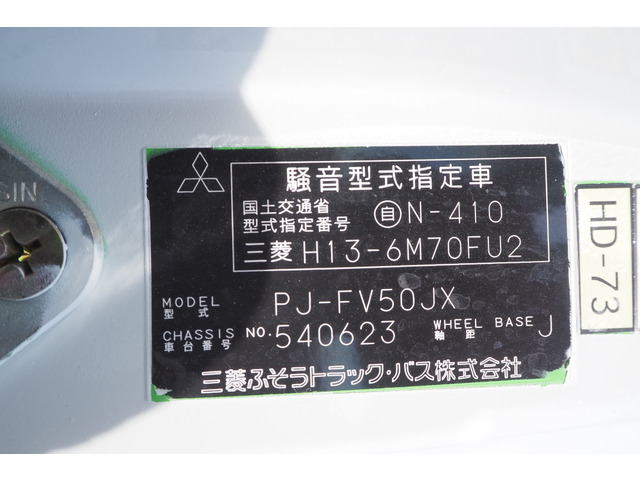 SIN
騒音型式指定車
国土交通省
型式指定番号
自N-410
三菱 H13-6M70FU2
MODEL
型式
PJ-FV50JX
CHASSIS NO. 540623
車台番号
WHEEL BASE J
軸距
三菱ふそうトラック・バス株式会社
HD-73